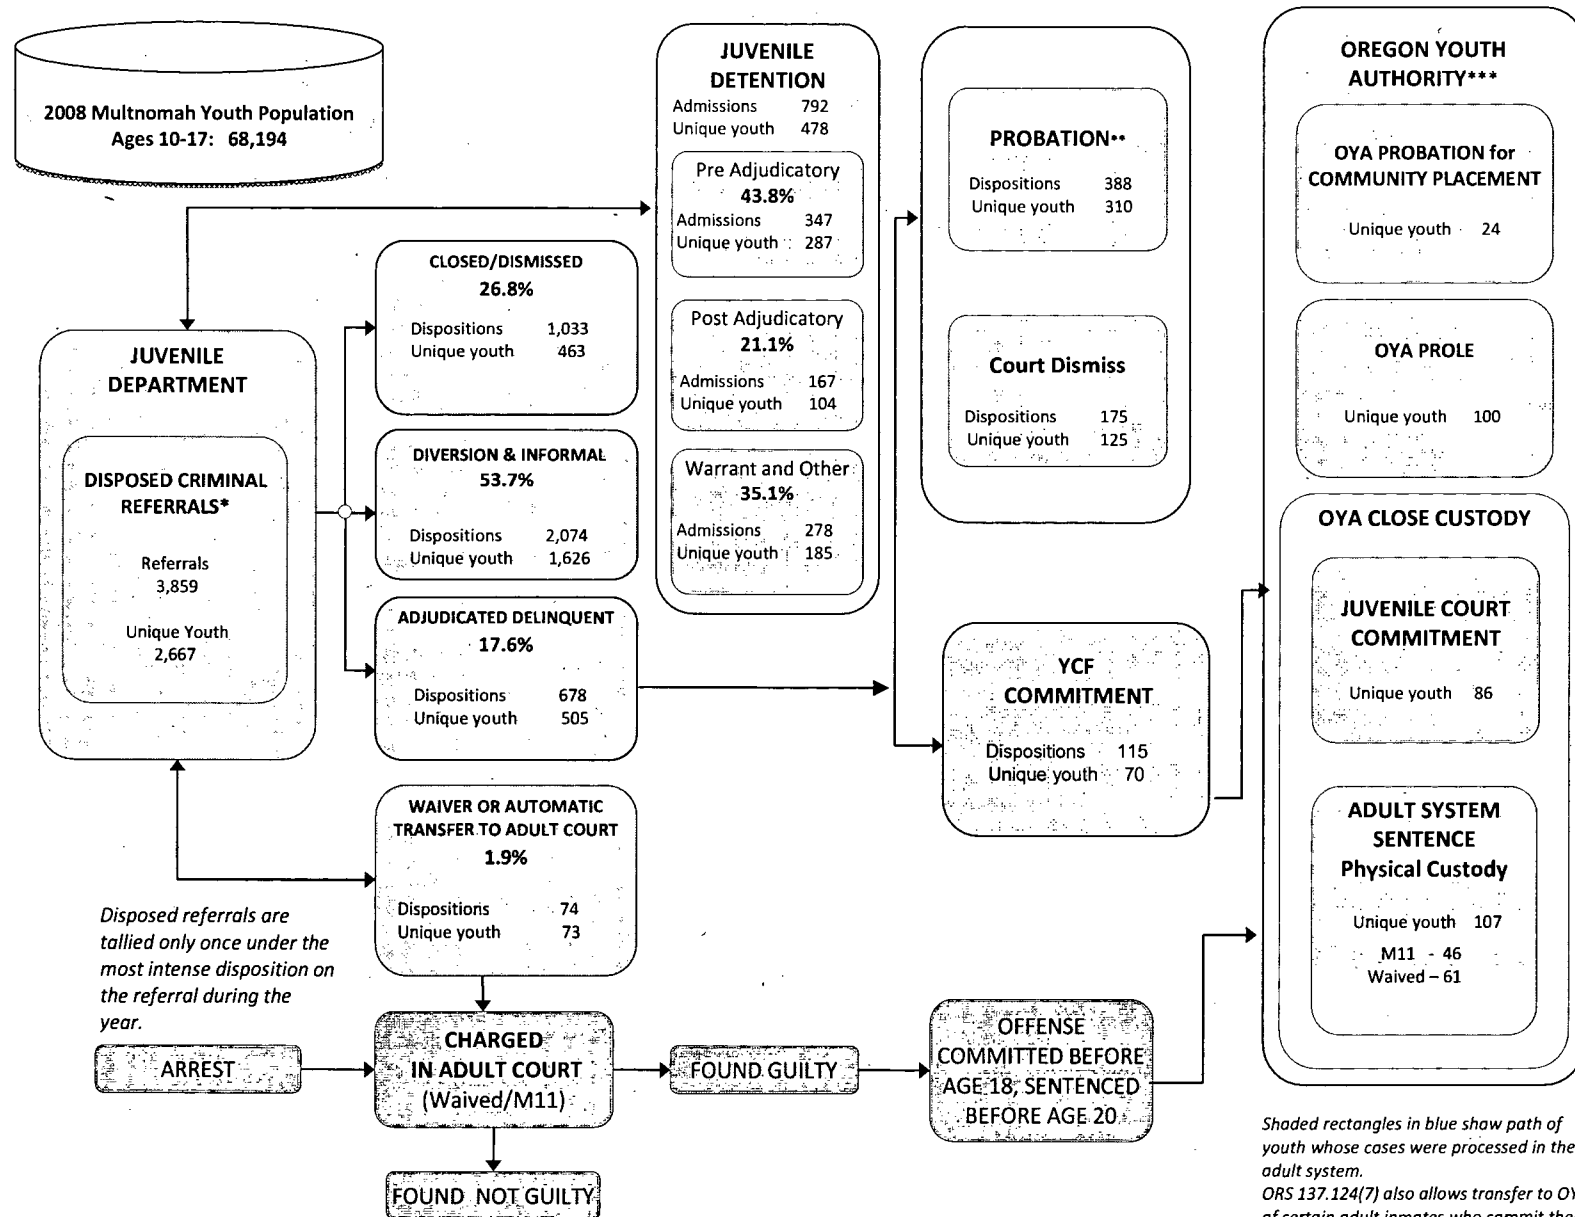 2008 Multnomah Youth Population
Ages 10-17: 68,194
JUVENILE
DEPARTMENT
DISPOSED CRIMINAL
REFERRALS*
Referrals
3,859
Unique Youth
2,667
CLOSED/DISMISSED
26.8%
Dispositions 1,033
Unique youth 463
DIVERSION & INFORMAL
53.7%
Dispositions 2,074
Unique youth 1,626
ADJUDICATED DELINQUENT
17.6%
Dispositions 678
Unique youth 505
WAIVER OR AUTOMATIC
TRANSFER TO ADULT COURT
1.9%
Dispositions 74
Unique youth 73
JUVENILE
DETENTION
Admissions 792
Unique youth 478
Pre Adjudicatory
43.8%
Admissions 347
Unique youth 287
Post Adjudicatory
21.1%
Admissions 167
Unique youth 104
Warrant and Other
35.1%
Admissions 278
Unique youth 185
PROBATION**
Dispositions 388
Unique youth 310
Court Dismiss
Dispositions 175
Unique youth 125
YCF
COMMITMENT
Dispositions 115
Unique youth 70
OREGON YOUTH
AUTHORITY***
OYA PROBATION for
COMMUNITY PLACEMENT
Unique youth 24
OYA PROLE
Unique youth 100
OYA CLOSE CUSTODY
JUVENILE COURT
COMMITMENT
Unique youth 86
ADULT SYSTEM
SENTENCE
Physical Custody
Unique youth 107
M11 - 46
Waived – 61
Disposed referrals are
tallied only once under the
most intense disposition on
the referral during the
year.
ARREST
CHARGED
IN ADULT COURT
(Waived/M11)
FOUND GUILTY
OFFENSE
COMMITTED BEFORE
AGE 18, SENTENCED
BEFORE AGE 20
FOUND NOT GUILTY
Shaded rectangles in blue show path of
youth whose cases were processed in the
adult system.
ORS 137.124(7) also allows transfer to OY
of certain adult inmates who commit the